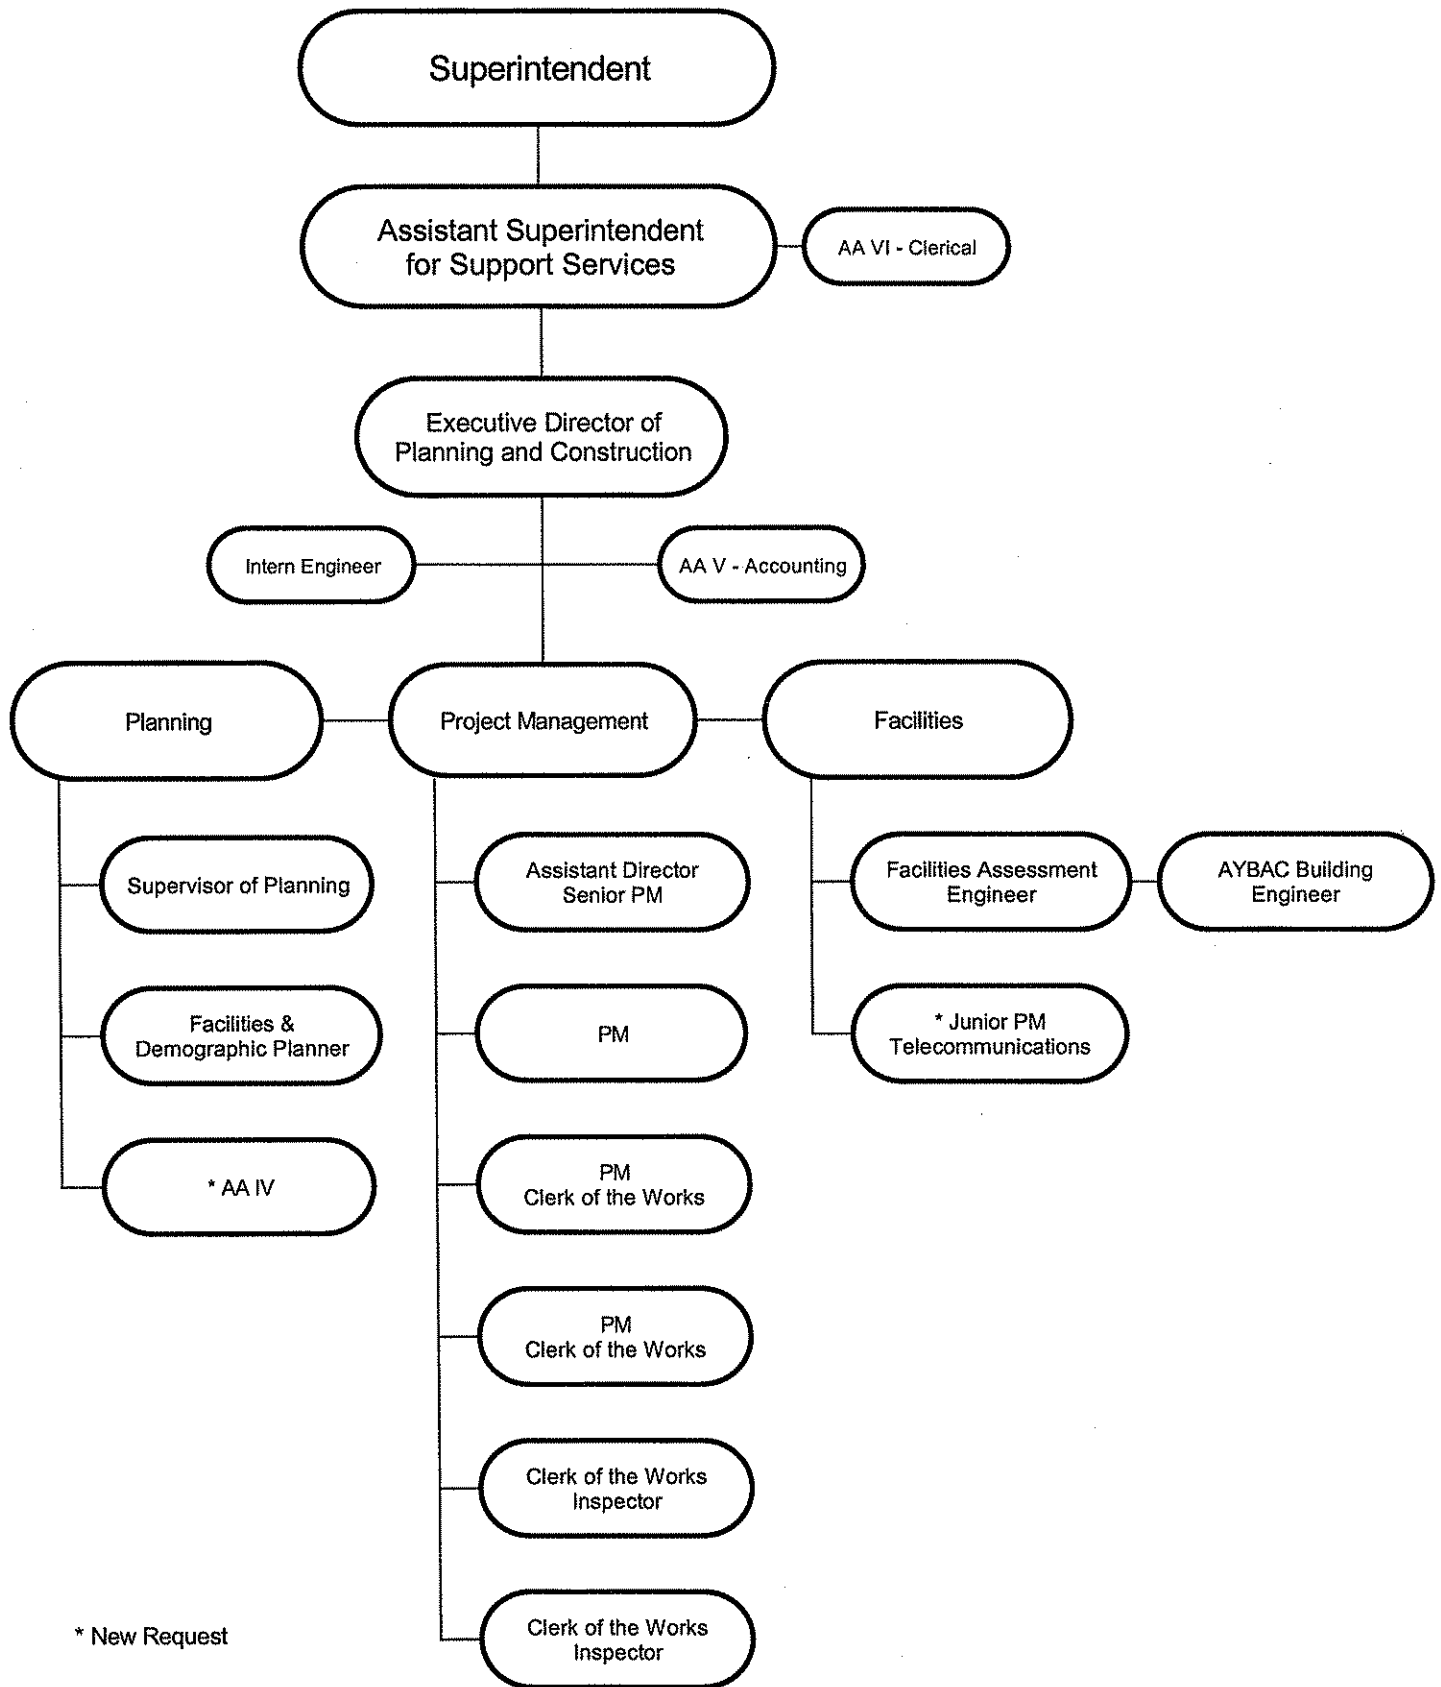 Superintendent
Assistant Superintendent
for Support Services
AA VI - Clerical
Executive Director of
Planning and Construction
Intern Engineer
AA V - Accounting
Planning
Project Management
Facilities
Supervisor of Planning
Facilities &
Demographic Planner
* AA IV
Assistant Director
Senior PM
PM
PM
Clerk of the Works
PM
Clerk of the Works
Clerk of the Works
Inspector
Clerk of the Works
Inspector
Facilities Assessment
Engineer
AYBAC Building
Engineer
* Junior PM
Telecommunications
* New Request